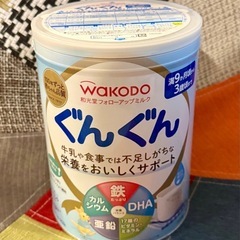 wakodo
和光堂フォローアップミルク
満9か月頃から
3歳頃まで
ぐんぐん
牛乳や食事では不足しがちな
栄養をおいしくサポート
鉄
カルシウム
DHA
亜鉛